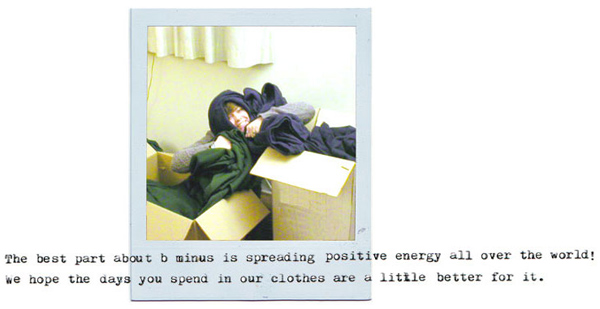 The best part about b minus is spreading positive energy all over the world!
We hope the days you spend in our clothes are a little better for it.